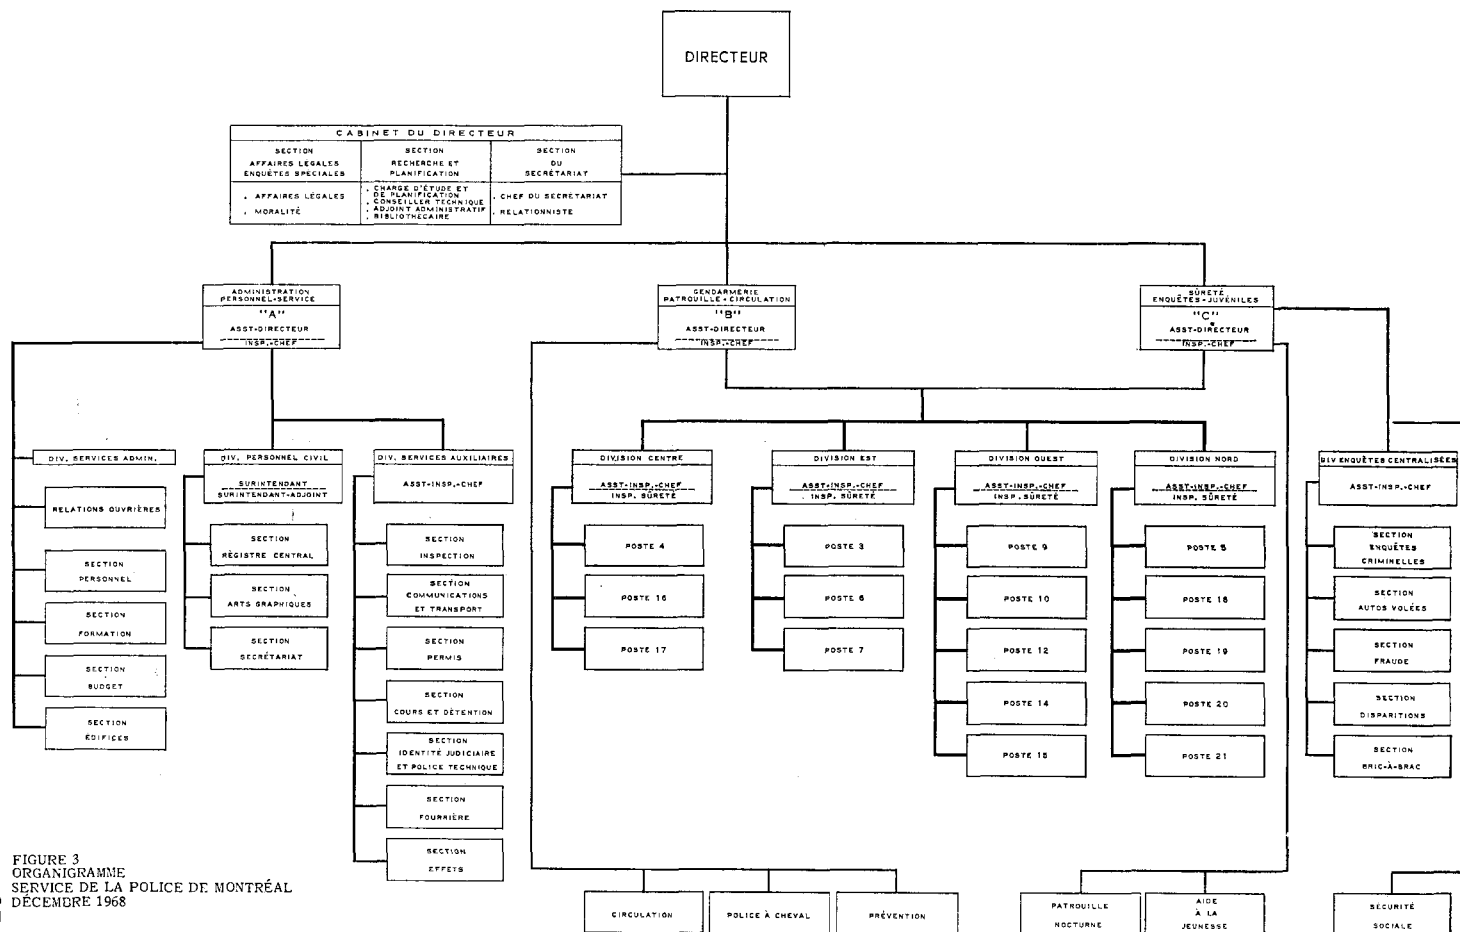 DIRECTEUR
CABINET DU DIRECTEUR
SECTION
AFFAIRES LÉGALES
ENQUÊTES SPÉCIALES
. AFFAIRES LÉGALES
. MORALITÉ
SECTION
RECHERCHE ET
PLANIFICATION
. CHARGE D'ÉTUDE ET
DE PLANIFICATION
. CONSEILLER TECHNIQUE
. ADJOINT ADMINISTRATIF
. BIBLIOTHÉCAIRE
SECTION
DU
SECRÉTARIAT
. CHEF DU SECRÉTARIAT
. RELATIONNISTE
ADMINISTRATION
PERSONNEL-SERVICE
"A"
ASST-DIRECTEUR
INSP.-CHEF
GENDARMERIE
PATROUILLE-CIRCULATION
"B"
ASST-DIRECTEUR
INSP.-CHEF
SÛRETÉ
ENQUÊTES-JUVÉNILES
"C"
ASST-DIRECTEUR
INSP.-CHEF
DIV. SERVICES ADMIN.
RELATIONS OUVRIÈRES
SECTION
PERSONNEL
SECTION
FORMATION
SECTION
BUDGET
SECTION
ÉDIFICES
DIV. PERSONNEL CIVIL
SURINTENDANT
SURINTENDANT-ADJOINT
SECTION
RÉGISTRE CENTRAL
SECTION
ARTS GRAPHIQUES
SECTION
SECRÉTARIAT
DIV. SERVICES AUXILIAIRES
ASST-INSP.-CHEF
SECTION
INSPECTION
SECTION
COMMUNICATIONS
ET TRANSPORT
SECTION
PERMIS
SECTION
COURS ET DÉTENTION
SECTION
IDENTITÉ JUDICIAIRE
ET POLICE TECHNIQUE
SECTION
FOURRIÈRE
SECTION
EFFETS
DIVISION CENTRE
ASST-INSP.-CHEF
INSP. SÛRETÉ
POSTE 4
POSTE 16
POSTE 17
DIVISION EST
ASST-INSP.-CHEF
INSP. SÛRETÉ
POSTE 3
POSTE 6
POSTE 7
DIVISION OUEST
ASST-INSP.-CHEF
INSP. SÛRETÉ
POSTE 9
POSTE 10
POSTE 12
POSTE 14
POSTE 15
DIVISION NORD
ASST-INSP.-CHEF
INSP. SÛRETÉ
POSTE 5
POSTE 18
POSTE 19
POSTE 20
POSTE 21
DIV ENQUÊTES CENTRALISÉES
ASST-INSP.-CHEF
SECTION
ENQUÊTES
CRIMINELLES
SECTION
AUTOS VOLÉES
SECTION
FRAUDE
SECTION
DISPARITIONS
SECTION
BRIC-À-BRAC
CIRCULATION
POLICE À CHEVAL
PRÉVENTION
PATROUILLE
NOCTURNE
AIDE
À LA
JEUNESSE
SÉCURITÉ
SOCIALE
FIGURE 3
ORGANIGRAMME
SERVICE DE LA POLICE DE MONTRÉAL
DÉCEMBRE 1968